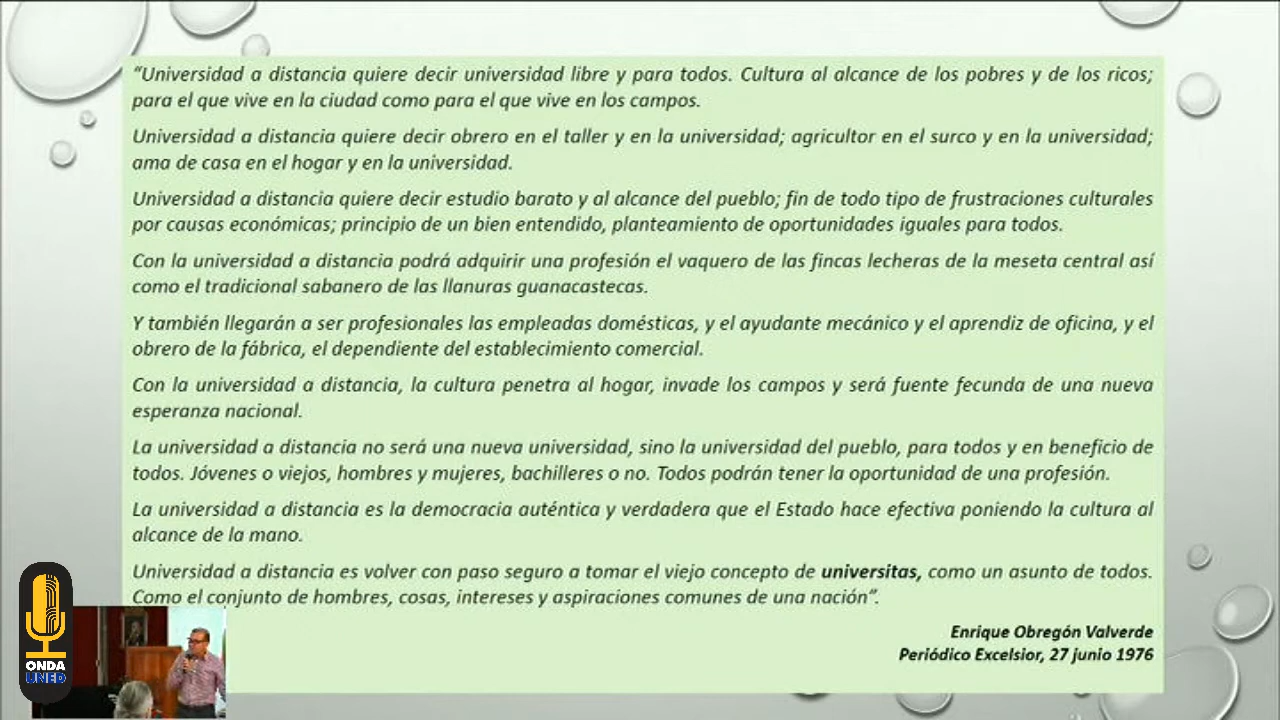 “Universidad a distancia quiere decir universidad libre y para todos. Cultura al alcance de los pobres y de los ricos;
para el que vive en la ciudad como para el que vive en los campos.
Universidad a distancia quiere decir obrero en el taller y en la universidad; agricultor en el surco y en la universidad;
ama de casa en el hogar y en la universidad.
Universidad a distancia quiere decir estudio barato y al alcance del pueblo; fin de todo tipo de frustraciones culturales
por causas económicas; principio de un bien entendido, planteamiento de oportunidades iguales para todos.
Con la universidad a distancia podrá adquirir una profesión el vaquero de las fincas lecheras de la meseta central así
como el tradicional sabanero de las llanuras guanacastecas.
Y también llegarán a ser profesionales las empleadas domésticas, y el ayudante mecánico y el aprendiz de oficina, y el
obrero de la fábrica, el dependiente del establecimiento comercial.
Con la universidad a distancia, la cultura penetra al hogar, invade los campos y será fuente fecunda de una nueva
esperanza nacional.
La universidad a distancia no será una nueva universidad, sino la universidad del pueblo, para todos y en beneficio de
todos. Jóvenes o viejos, hombres y mujeres, bachilleres o no. Todos podrán tener la oportunidad de una profesión.
La universidad a distancia es la democracia auténtica y verdadera que el Estado hace efectiva poniendo la cultura al
alcance de la mano.
Universidad a distancia es volver con paso seguro a tomar el viejo concepto de universitas, como un asunto de todos.
Como el conjunto de hombres, cosas, intereses y aspiraciones comunes de una nación”.
Enrique Obregón Valverde
Periódico Excelsior, 27 junio 1976
ONDA
UNED